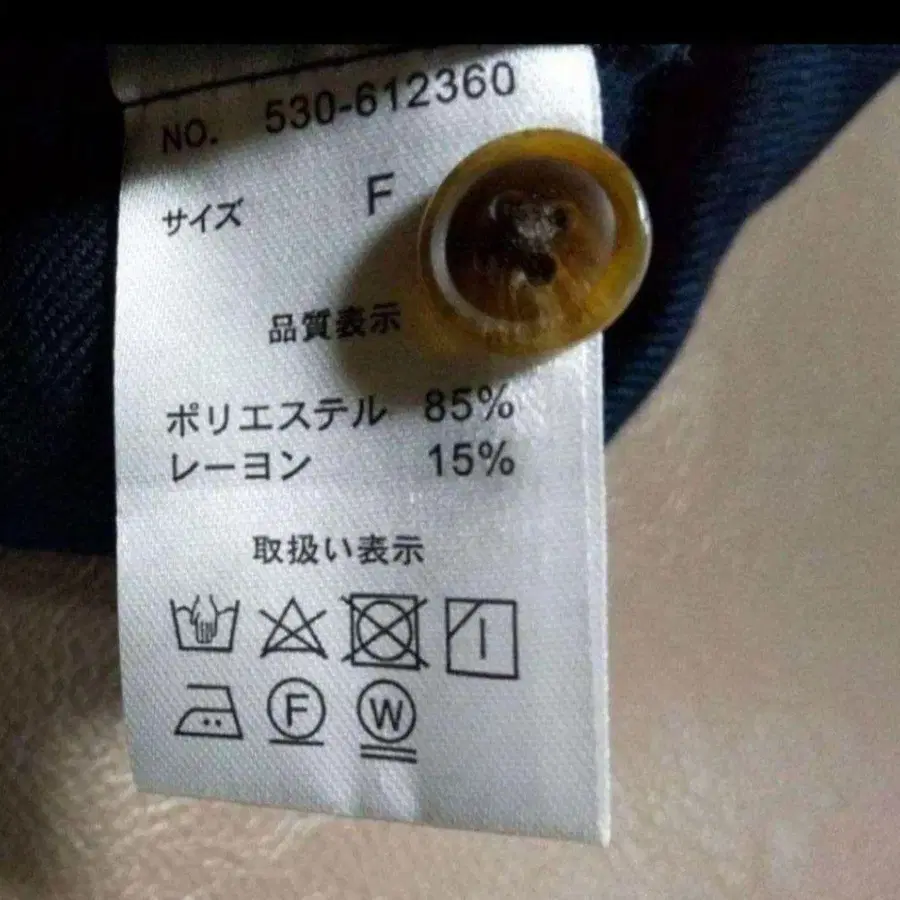 NO. 530-612360
サイズ F
品質表示
ポリエステル 85%
レーヨン 15%
取扱い表示
F W